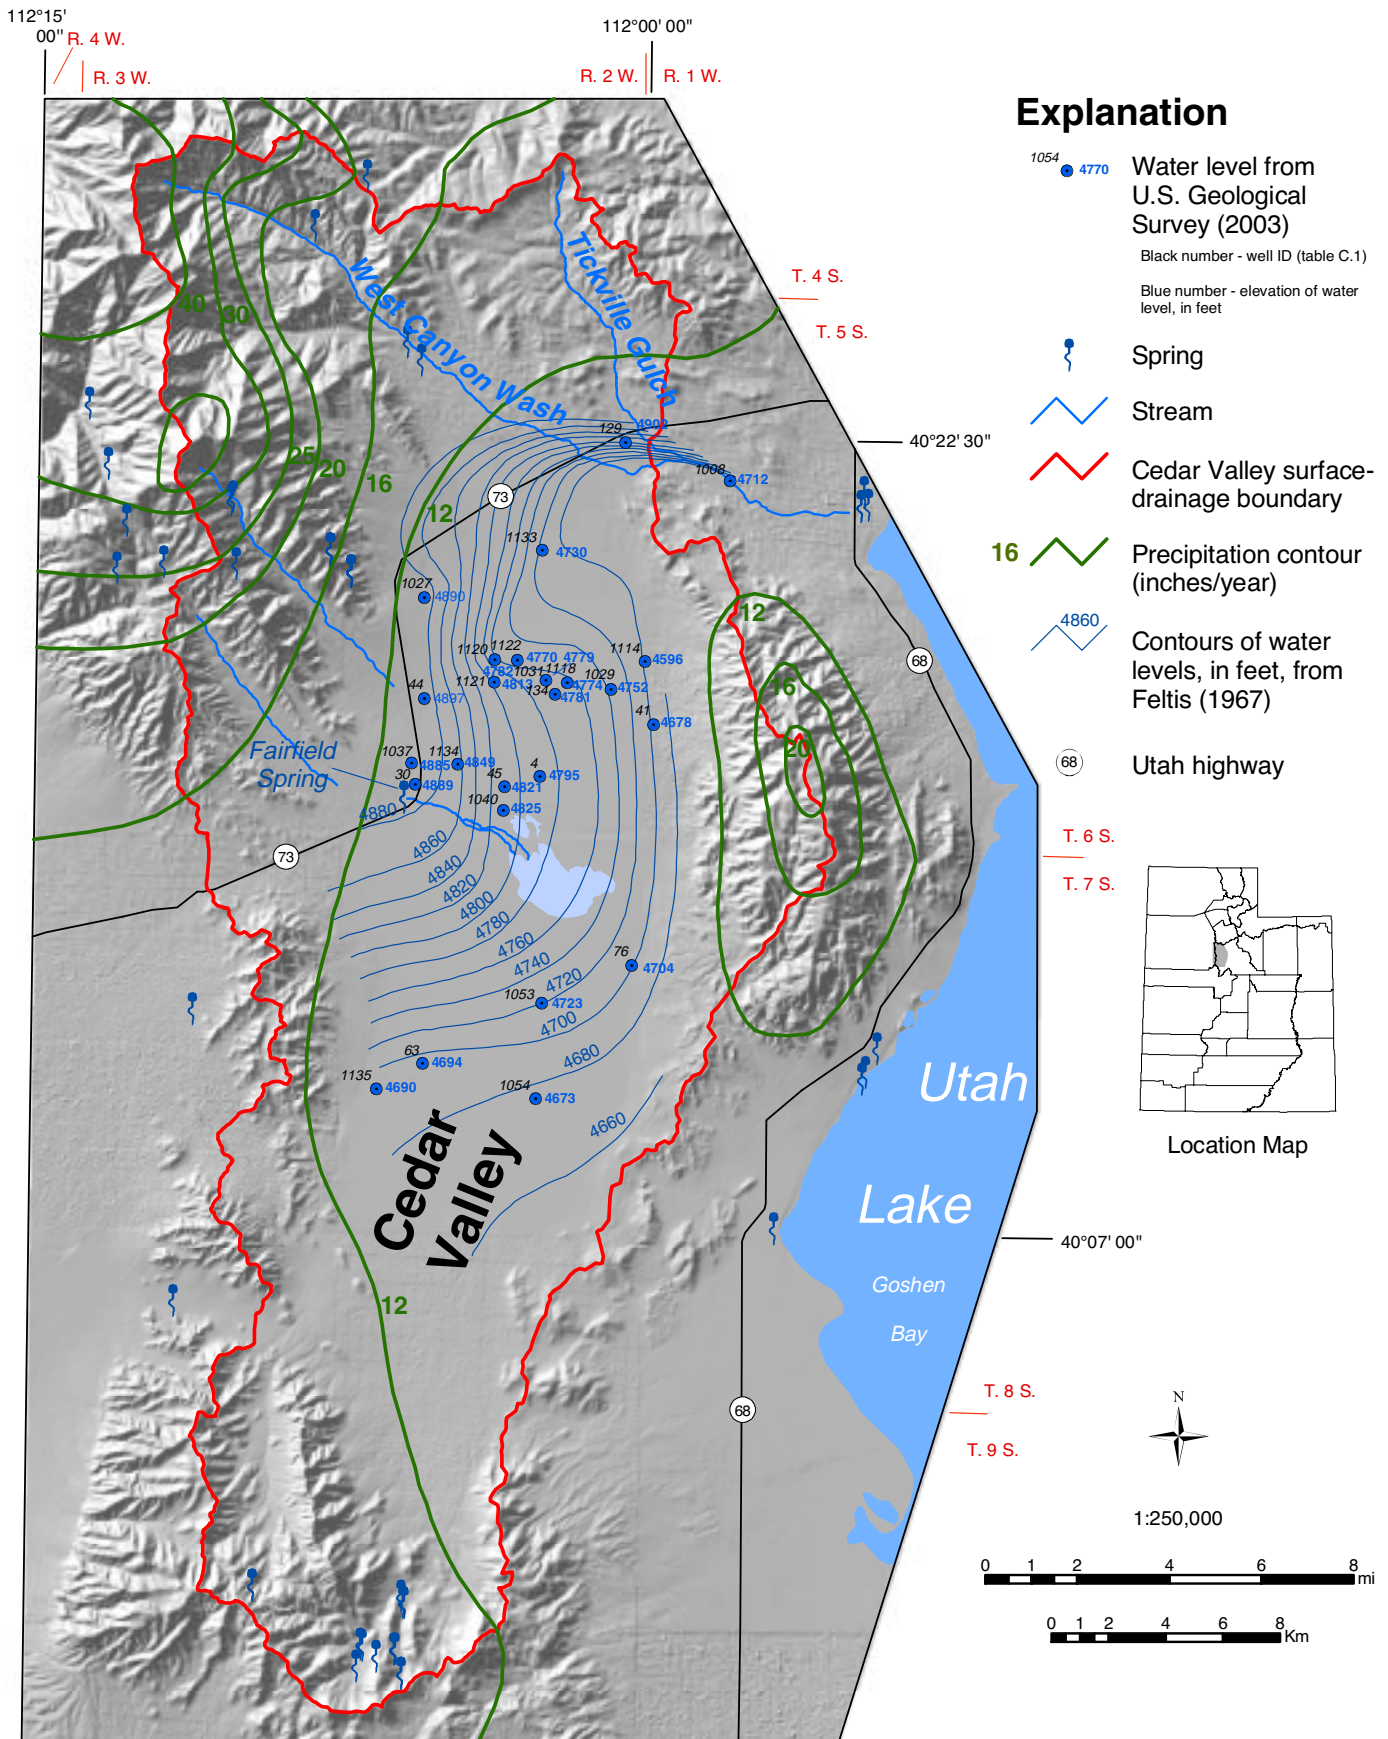 112°15'
00"
112°00' 00"
R. 4 W.
R. 3 W.
R. 2 W.
R. 1 W.
Explanation
1054
4770
Water level from
U.S. Geological
Survey (2003)
Black number - well ID (table C.1)
Blue number - elevation of water
level, in feet
Spring
Stream
Cedar Valley surface-
drainage boundary
16
Precipitation contour
(inches/year)
4860
Contours of water
levels, in feet, from
Feltis (1967)
68
Utah highway
T. 4 S.
T. 5 S.
40°22' 30"
T. 6 S.
T. 7 S.
Location Map
40°07' 00"
T. 8 S.
T. 9 S.
N
1:250,000
0 1 2 4 6 8
mi
0 1 2 4 6 8
Km
West Canyon Wash
Tickville Gulch
40
30
25
20
16
12
73
129
4902
1008
4712
1133
4730
1027
4890
1120
1122
4770
4779
1114
4596
4782
1031
1118
1121
4813
134
4774
4781
1029
4752
44
4897
41
4678
12
16
20
68
Fairfield
Spring
1037
4885
1134
4849
30
4889
45
4821
4
4795
1040
4825
73
4880
4860
4840
4820
4800
4780
4760
4740
4720
4700
4680
4660
76
4704
1053
4723
63
4694
1135
4690
1054
4673
Cedar
Valley
12
Utah
Lake
Goshen
Bay
68